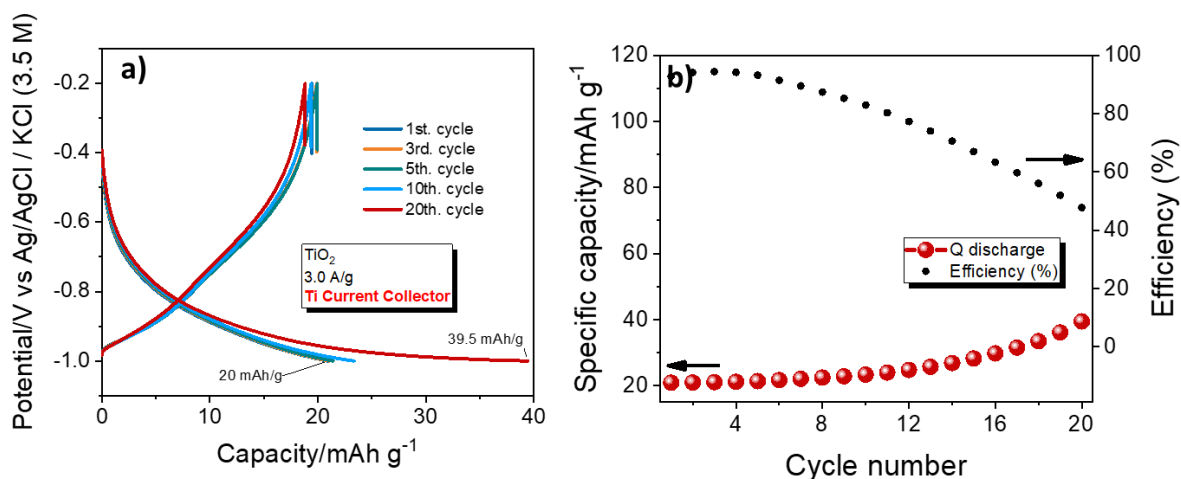 a)
Potential/V vs Ag/AgCl / KCl (3.5 M)
-0.2
-0.4
-0.6
-0.8
-1.0
1st. cycle
3rd. cycle
5th. cycle
10th. cycle
20th. cycle
TiO₂
3.0 A/g
Ti Current Collector
39.5 mAh/g
20 mAh/g
0 10 20 30 40
Capacity/mAh g⁻¹
b)
Specific capacity/mAh g⁻¹
120
100
80
60
40
20
Q discharge
Efficiency (%)
100
80
60
40
20
0
Efficiency (%)
4 8 12 16 20
Cycle number